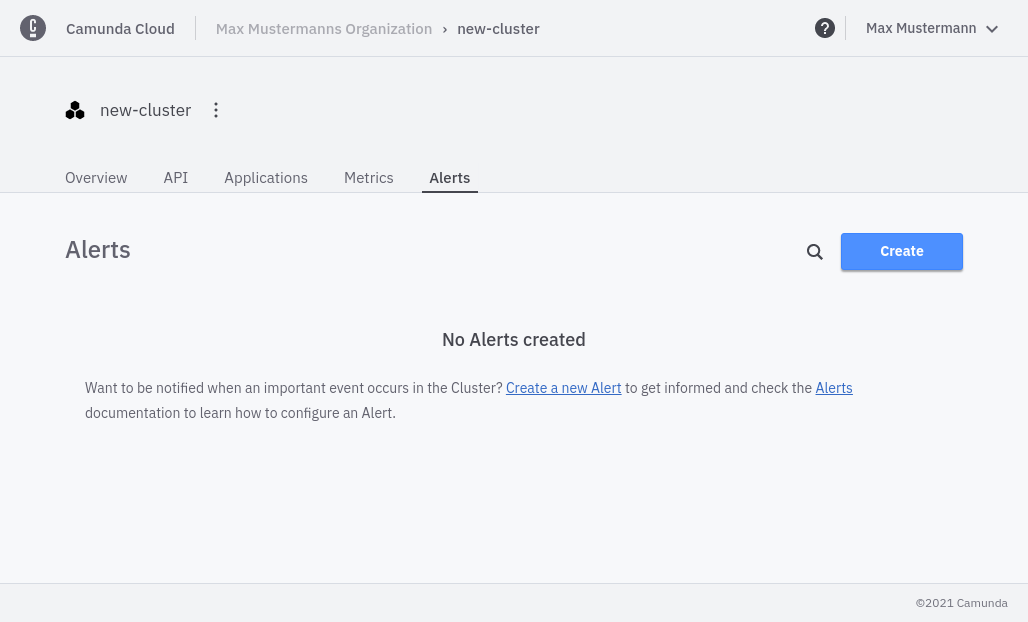 Camunda Cloud
Max Mustermanns Organization › new-cluster
?
Max Mustermann
new-cluster
Overview
API
Applications
Metrics
Alerts
Alerts
Create
No Alerts created
Want to be notified when an important event occurs in the Cluster? Create a new Alert to get informed and check the Alerts
documentation to learn how to configure an Alert.
©2021 Camunda